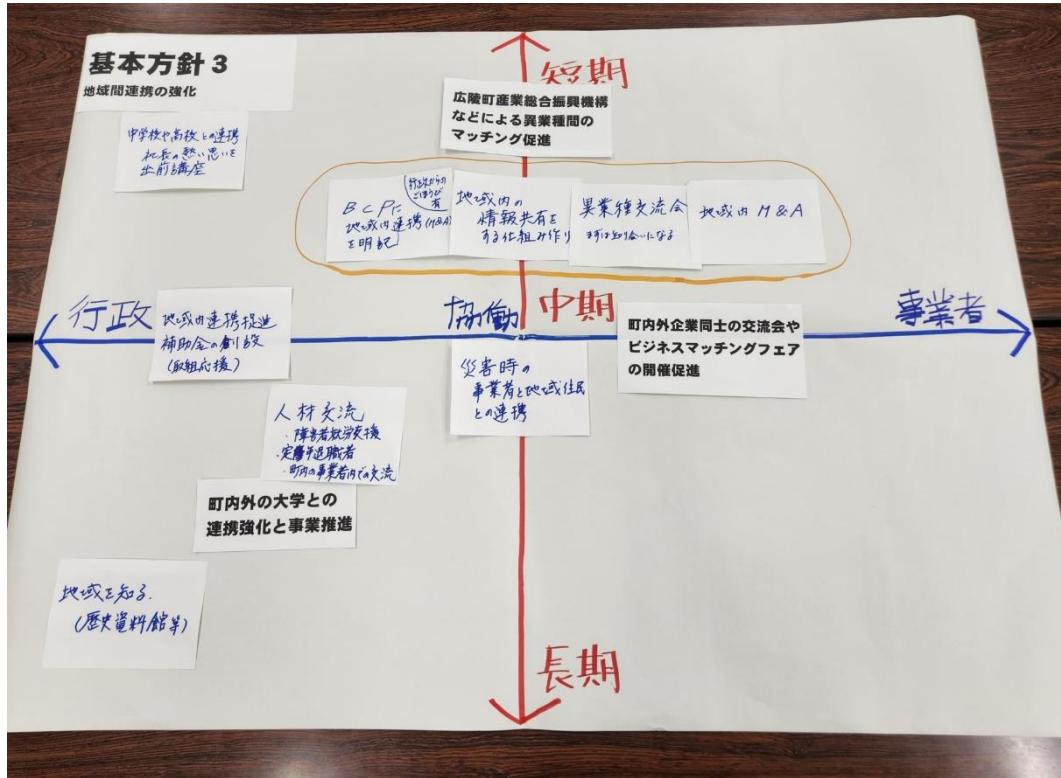 基本方針3
地域間連携の強化
短期
広陵町産業総合振興機構
などによる異業種間の
マッチング促進
中学校や高校との連携
社長の熱い思いを
出前講座
行政からの
ごほうび
有
BCPに
地域内連携(M&A)
を明記
地域内の
情報共有を
する仕組み作り
異業種交流会
まずは知り合いになる
地域内M&A
行政
協働
中期
事業者
地域内連携促進
補助金の創設
(取組応援)
町内外企業同士の交流会や
ビジネスマッチングフェア
の開催促進
災害時の
事業者と地域住民
との連携
人材交流
・障害者就労支援
・定年退職者
・町内の事業者内での交流
町内外の大学との
連携強化と事業推進
地域を知る.
(歴史資料館等)
長期